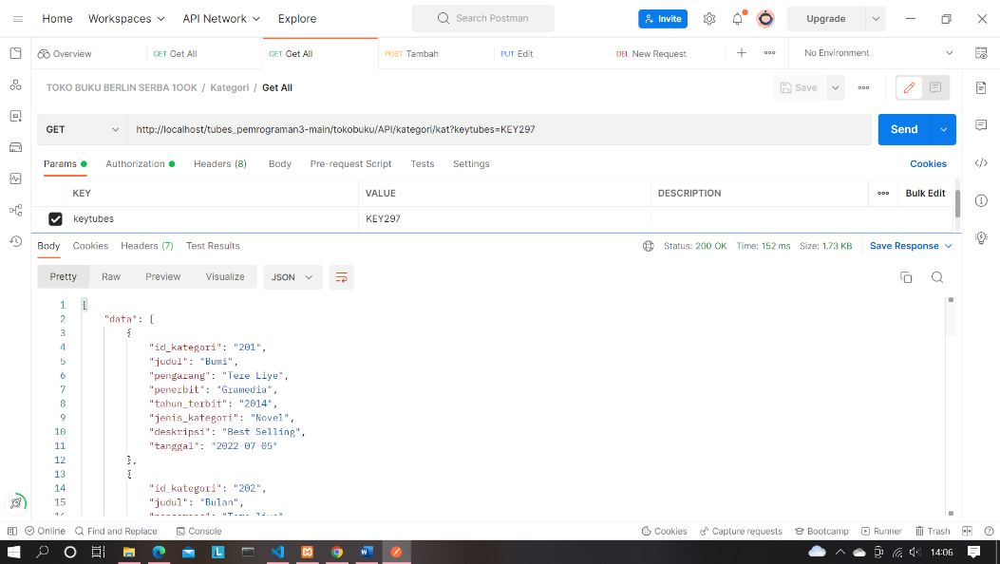 Home Workspaces API Network Explore Search Postman Invite Upgrade
Overview GET Get All GET Get All POST Tambah PUT Edit DEL New Request No Environment
TOKO BUKU BERLIN SERBA 1OOK / Kategori / Get All Save
GET http://localhost/tubes_pemrograman3-main/tokobuku/API/kategori/kat?keytubes=KEY297 Send
Params Authorization Headers (8) Body Pre-request Script Tests Settings Cookies
KEY VALUE DESCRIPTION Bulk Edit
keytubes KEY297
Body Cookies Headers (7) Test Results Status: 200 OK Time: 152 ms Size: 1.73 KB Save Response
Pretty Raw Preview Visualize JSON
1 {
2 "data": [
3 {
4 "id_kategori": "201",
5 "judul": "Bumi",
6 "pengarang": "Tere Liye",
7 "penerbit": "Gramedia",
8 "tahun_terbit": "2014",
9 "jenis_kategori": "Novel",
10 "deskripsi": "Best Selling",
11 "tanggal": "2022-07-05"
12 },
13 {
14 "id_kategori": "202",
15 "judul": "Bulan",
Online Find and Replace Console Cookies Capture requests Bootcamp Runner Trash
14:06